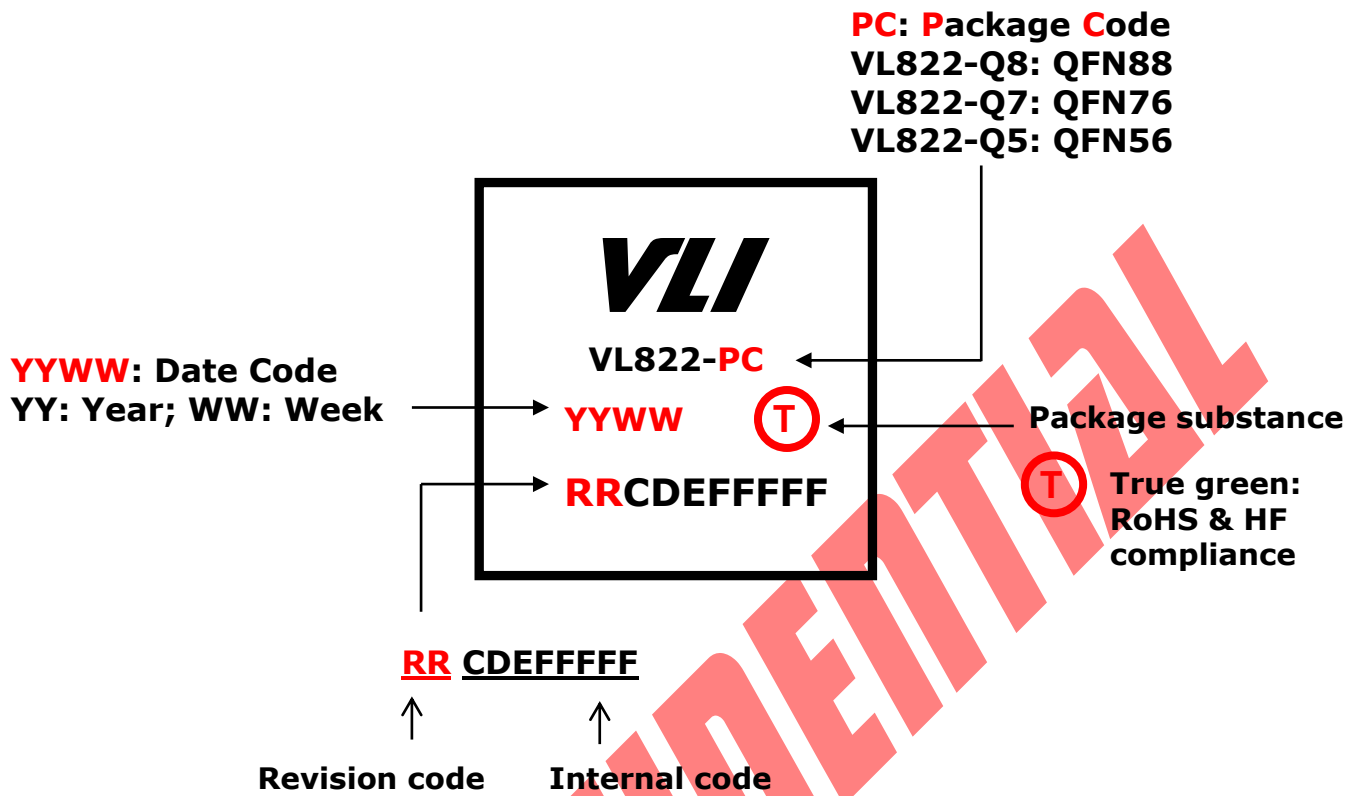 PC: Package Code
VL822-Q8: QFN88
VL822-Q7: QFN76
VL822-Q5: QFN56
VLI
VL822-PC
YYWW: Date Code
YY: Year; WW: Week
YYWW
T
Package substance
RRCDEFFFFF
T
True green:
RoHS & HF
compliance
RR CDEFFFFF
Revision code
Internal code
IDENTIAL